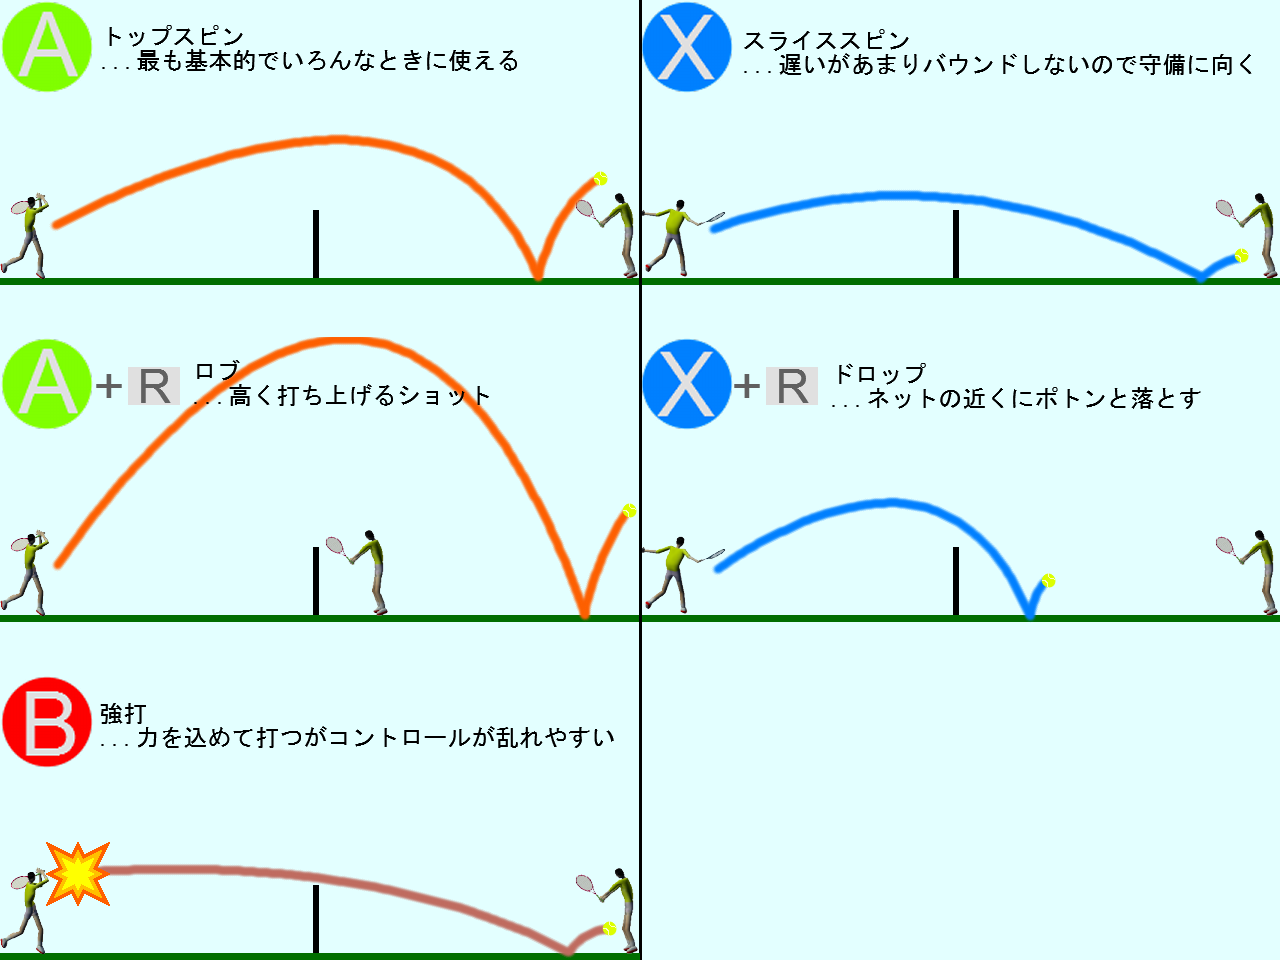 A
トップスピン
...最も基本的でいろんなときに使える
X
スライススピン
...遅いがあまりバウンドしないので守備に向く
A+R
ロブ
...高く打ち上げるショット
X+R
ドロップ
...ネットの近くにポトンと落とす
B
強打
...力を込めて打つがコントロールが乱れやすい